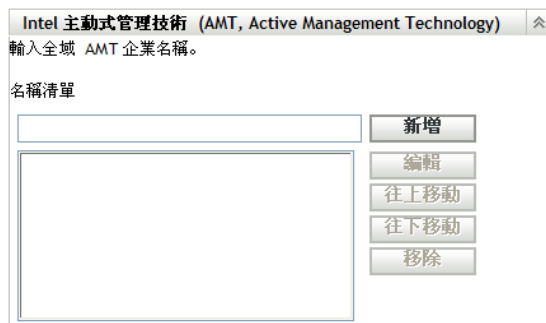 Intel 主動式管理技術 (AMT, Active Management Technology)
輸入全域 AMT 企業名稱。
名稱清單
新增
編輯
往上移動
往下移動
移除